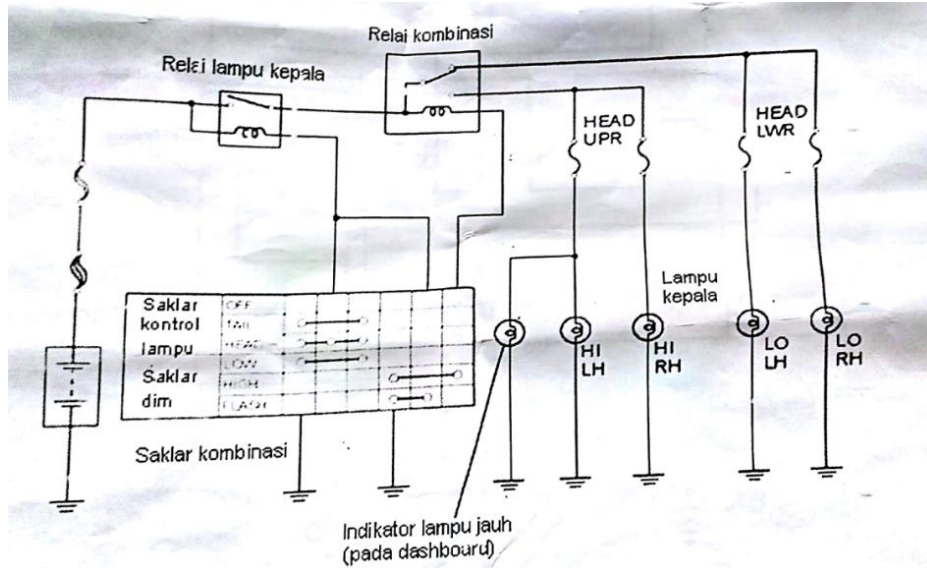 Relai kombinasi
Relai lampu kepala
HEAD
UPR
HEAD
LWR
Saklar
kontrol
lampu
Saklar
dim
OFF
TAIL
HEAD
LOW
HIGH
FLASH
Lampu
kepala
HI
LH
HI
RH
LO
LH
LO
RH
Saklar kombinasi
Indikator lampu jauh
(pada dashboard)